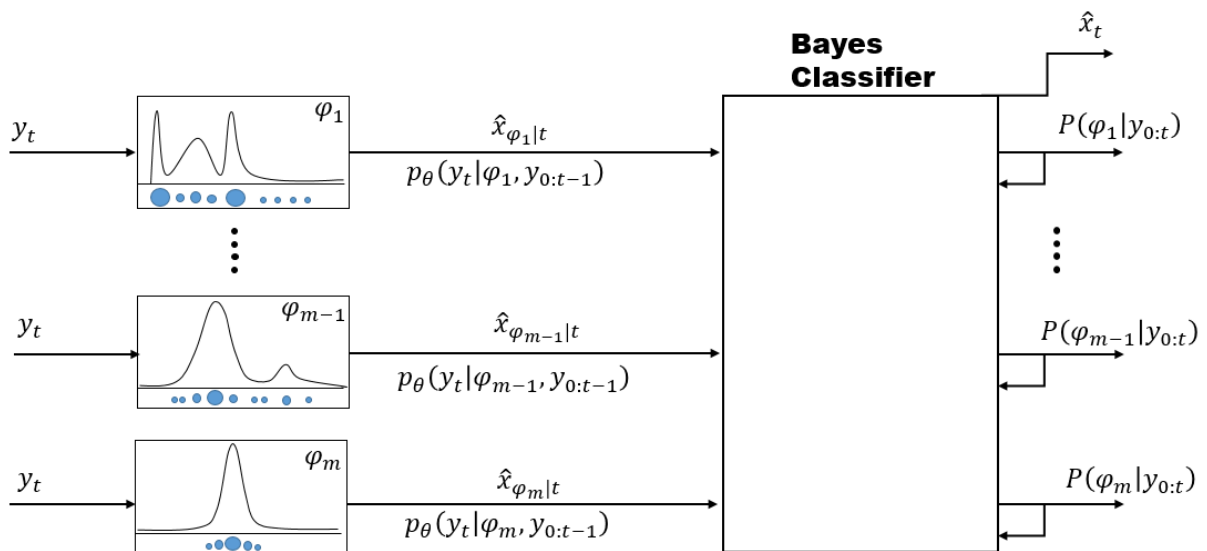 Bayes
Classifier
x̂_t
y_t
φ_1
x̂_{φ_1|t}
p_θ(y_t|φ_1, y_{0:t−1})
P(φ_1|y_{0:t})
y_t
φ_{m−1}
x̂_{φ_{m−1}|t}
p_θ(y_t|φ_{m−1}, y_{0:t−1})
P(φ_{m−1}|y_{0:t})
y_t
φ_m
x̂_{φ_m|t}
p_θ(y_t|φ_m, y_{0:t−1})
P(φ_m|y_{0:t})